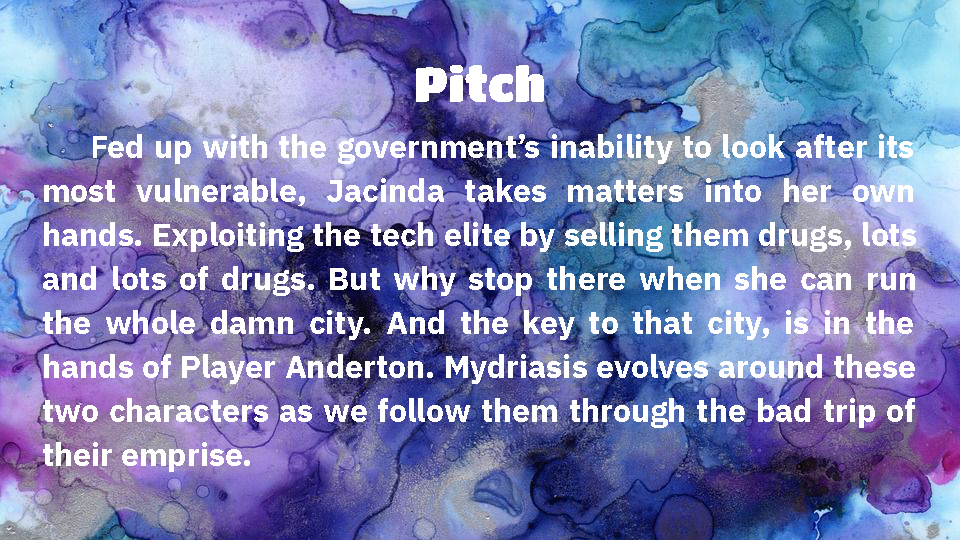 Pitch
Fed up with the government’s inability to look after its
most vulnerable, Jacinda takes matters into her own
hands. Exploiting the tech elite by selling them drugs, lots
and lots of drugs. But why stop there when she can run
the whole damn city. And the key to that city, is in the
hands of Player Anderton. Mydriasis evolves around these
two characters as we follow them through the bad trip of
their emprise.